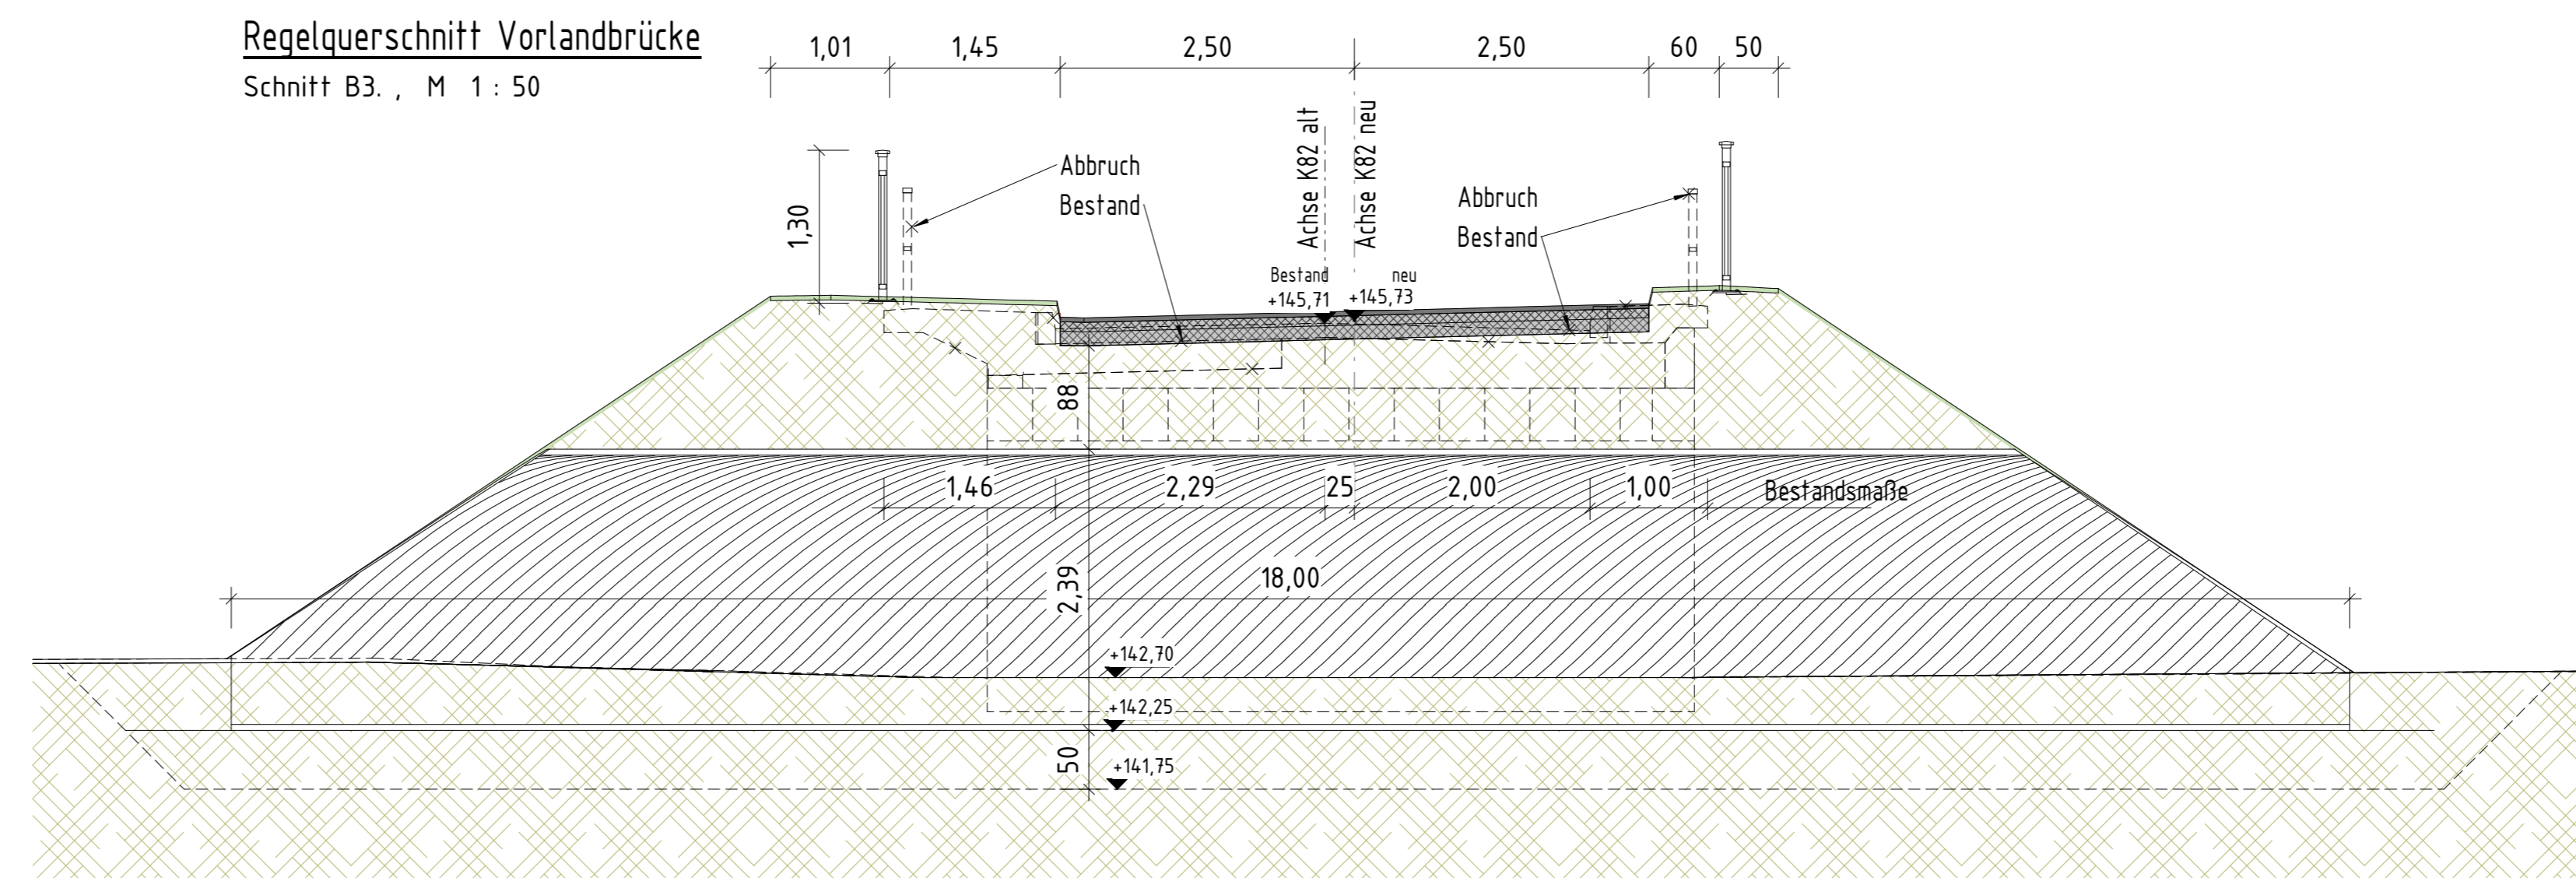 Regelquerschnitt Vorlandbrücke
Schnitt B3. , M 1 : 50
1,01 1,45 2,50 2,50 60 50
Achse K82 alt
Achse K82 neu
Abbruch
Bestand
Abbruch
Bestand
1,30
Bestand neu
+145,71 +145,73
88
1,46 2,29 25 2,00 1,00 Bestandsmaße
2,39
18,00
+142,70
+142,25
50
+141,75